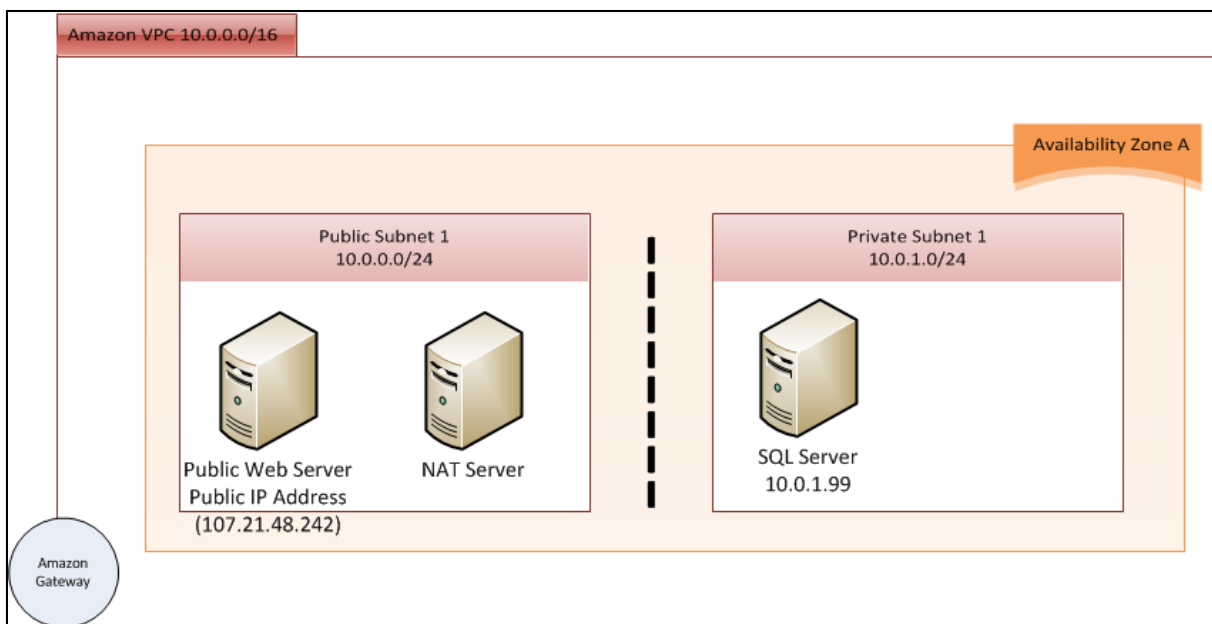 Amazon VPC 10.0.0.0/16
Availability Zone A
Public Subnet 1
10.0.0.0/24
Private Subnet 1
10.0.1.0/24
Public Web Server
Public IP Address
(107.21.48.242)
NAT Server
SQL Server
10.0.1.99
Amazon
Gateway